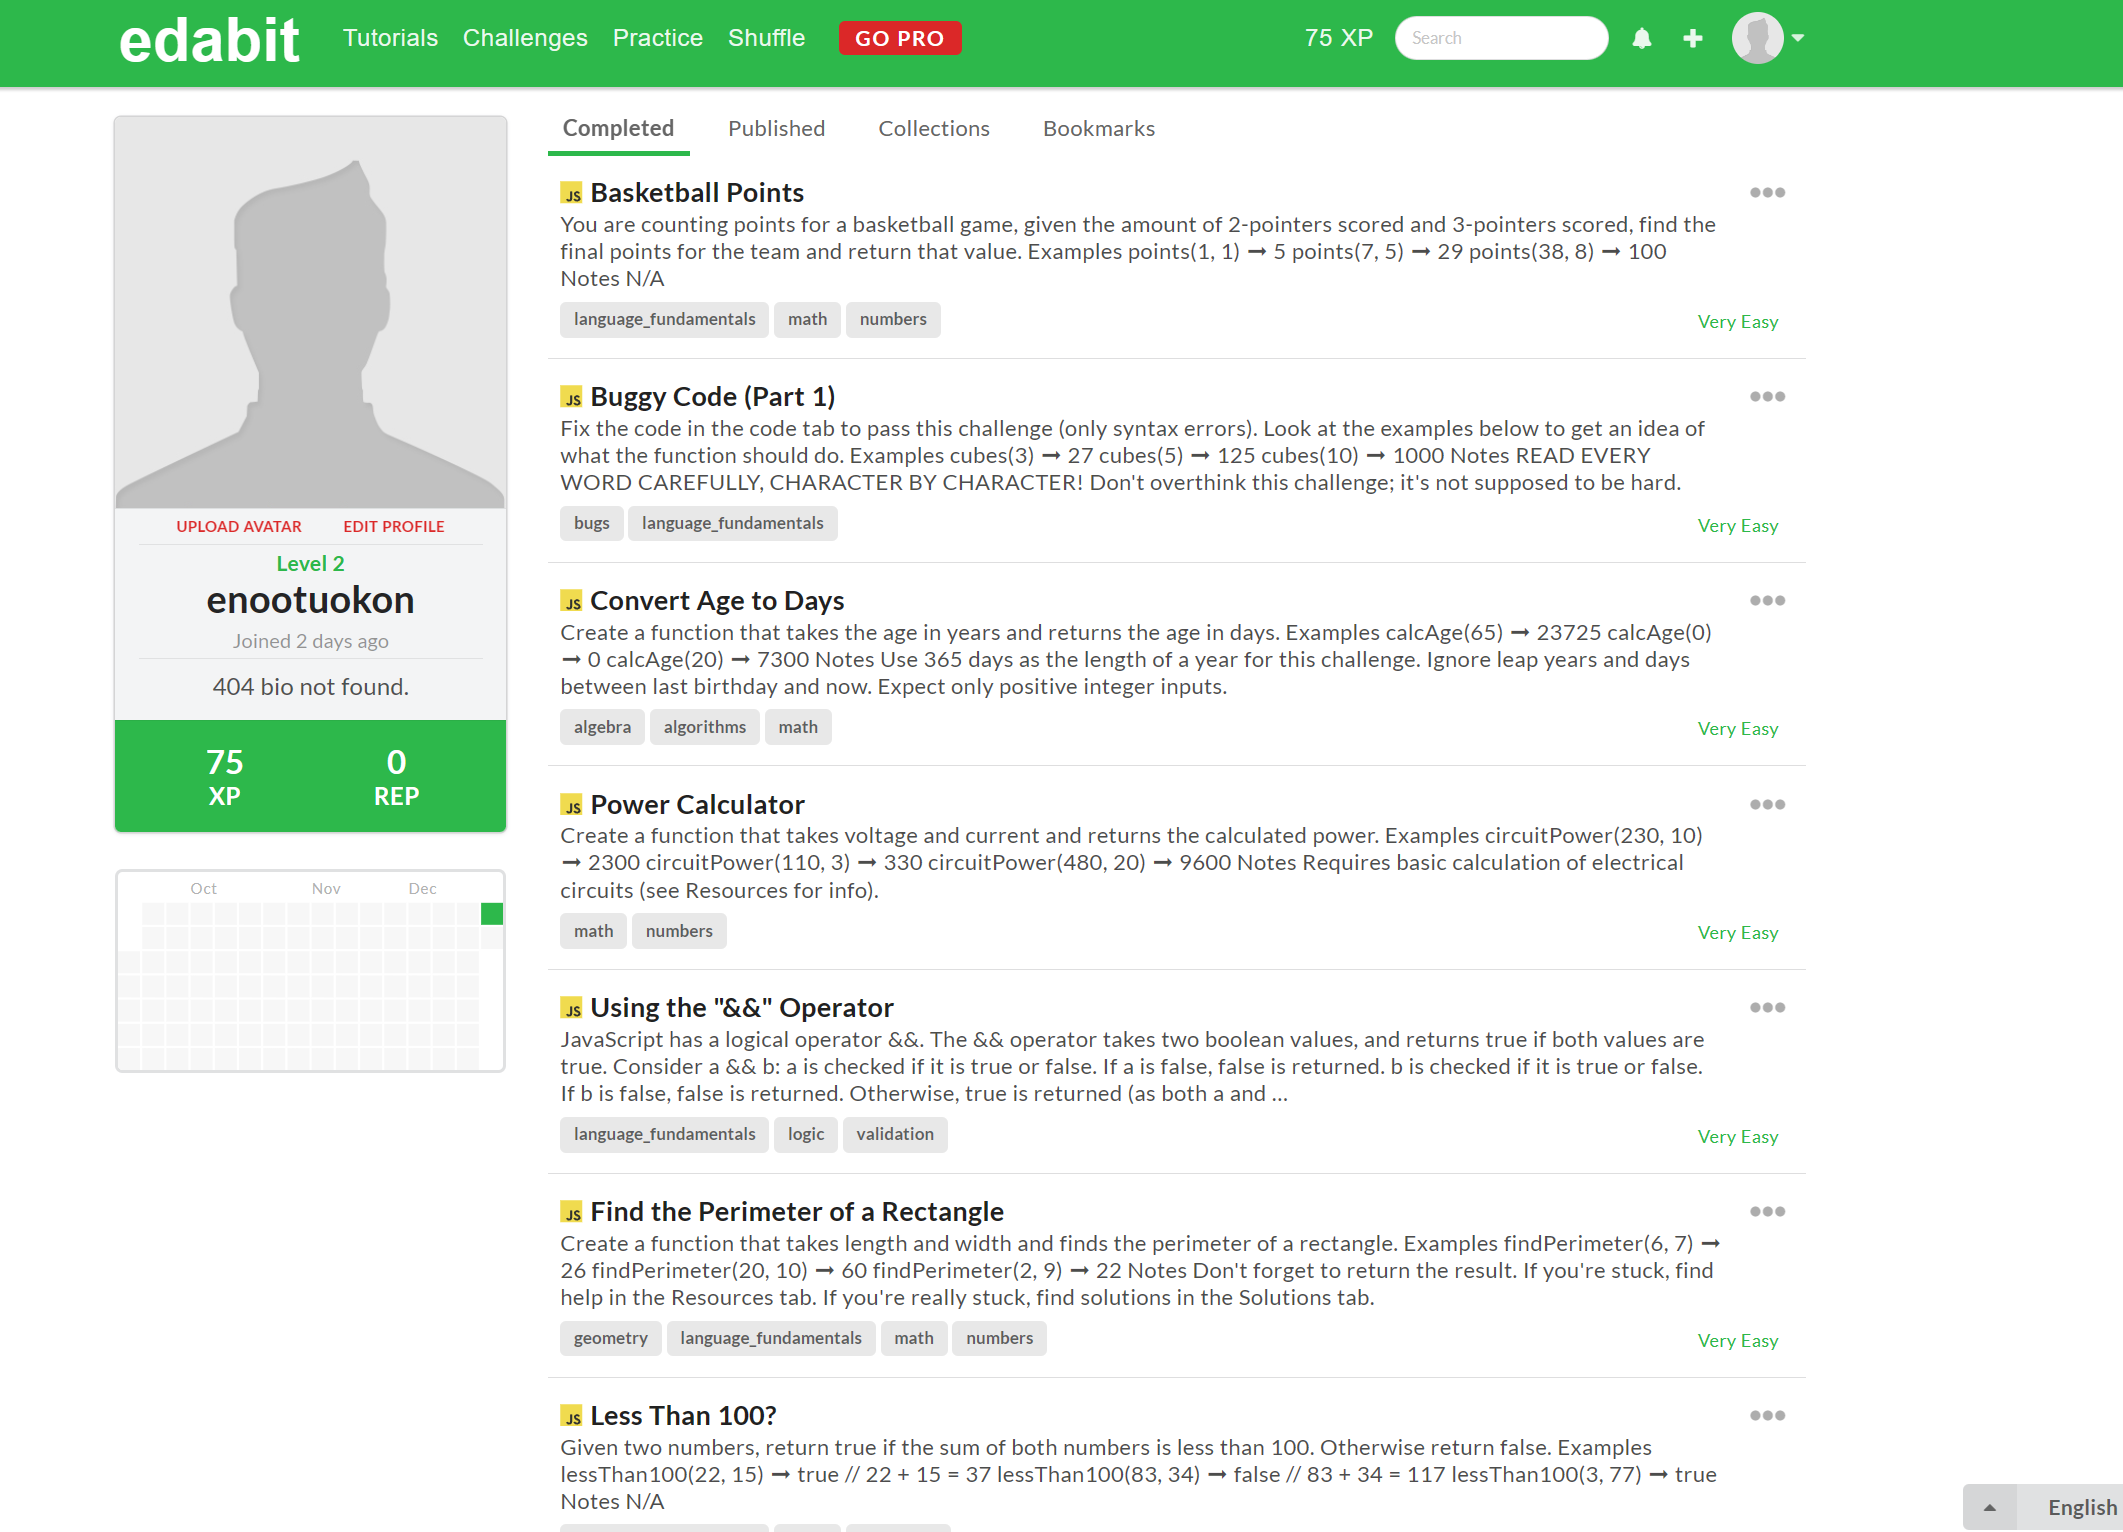 edabit Tutorials Challenges Practice Shuffle GO PRO 75 XP Search
UPLOAD AVATAR EDIT PROFILE
Level 2
enootuokon
Joined 2 days ago
404 bio not found.
75 0
XP REP
Oct Nov Dec
Completed Published Collections Bookmarks
JS Basketball Points
You are counting points for a basketball game, given the amount of 2-pointers scored and 3-pointers scored, find the
final points for the team and return that value. Examples points(1, 1) ➞ 5 points(7, 5) ➞ 29 points(38, 8) ➞ 100
Notes N/A
language_fundamentals math numbers Very Easy
JS Buggy Code (Part 1)
Fix the code in the code tab to pass this challenge (only syntax errors). Look at the examples below to get an idea of
what the function should do. Examples cubes(3) ➞ 27 cubes(5) ➞ 125 cubes(10) ➞ 1000 Notes READ EVERY
WORD CAREFULLY, CHARACTER BY CHARACTER! Don't overthink this challenge; it's not supposed to be hard.
bugs language_fundamentals Very Easy
JS Convert Age to Days
Create a function that takes the age in years and returns the age in days. Examples calcAge(65) ➞ 23725 calcAge(0)
➞ 0 calcAge(20) ➞ 7300 Notes Use 365 days as the length of a year for this challenge. Ignore leap years and days
between last birthday and now. Expect only positive integer inputs.
algebra algorithms math Very Easy
JS Power Calculator
Create a function that takes voltage and current and returns the calculated power. Examples circuitPower(230, 10)
➞ 2300 circuitPower(110, 3) ➞ 330 circuitPower(480, 20) ➞ 9600 Notes Requires basic calculation of electrical
circuits (see Resources for info).
math numbers Very Easy
JS Using the "&&" Operator
JavaScript has a logical operator &&. The && operator takes two boolean values, and returns true if both values are
true. Consider a && b: a is checked if it is true or false. If a is false, false is returned. b is checked if it is true or false.
If b is false, false is returned. Otherwise, true is returned (as both a and ...
language_fundamentals logic validation Very Easy
JS Find the Perimeter of a Rectangle
Create a function that takes length and width and finds the perimeter of a rectangle. Examples findPerimeter(6, 7) ➞
26 findPerimeter(20, 10) ➞ 60 findPerimeter(2, 9) ➞ 22 Notes Don't forget to return the result. If you're stuck, find
help in the Resources tab. If you're really stuck, find solutions in the Solutions tab.
geometry language_fundamentals math numbers Very Easy
JS Less Than 100?
Given two numbers, return true if the sum of both numbers is less than 100. Otherwise return false. Examples
lessThan100(22, 15) ➞ true // 22 + 15 = 37 lessThan100(83, 34) ➞ false // 83 + 34 = 117 lessThan100(3, 77) ➞ true
Notes N/A
English